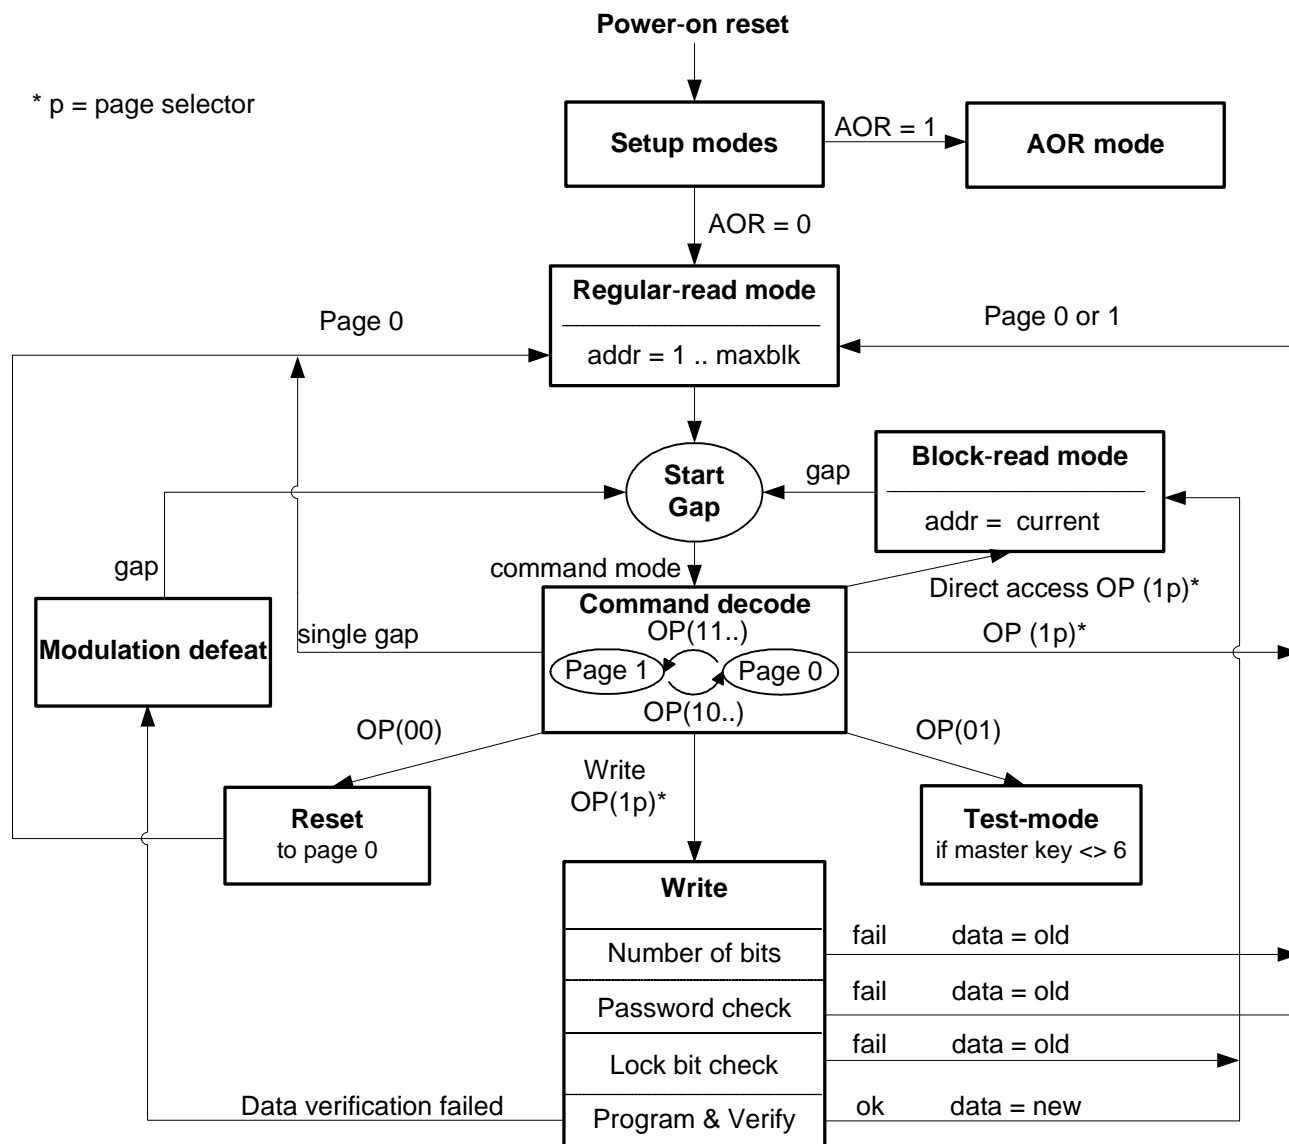 Power-on reset
* p = page selector
Setup modes
AOR = 1
AOR mode
AOR = 0
Regular-read mode
addr = 1 .. maxblk
Page 0
Page 0 or 1
Start
Gap
gap
Block-read mode
addr = current
gap
command mode
Direct access OP (1p)*
Modulation defeat
single gap
Command decode
OP(11..)
Page 1
Page 0
OP(10..)
OP (1p)*
OP(00)
OP(01)
Write
OP(1p)*
Reset
to page 0
Test-mode
if master key <> 6
Write
Number of bits
fail data = old
Password check
fail data = old
Lock bit check
fail data = old
Data verification failed
Program & Verify
ok data = new